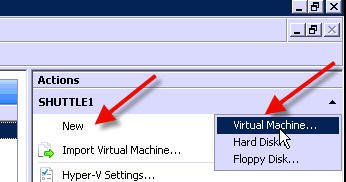 Actions
SHUTTLE1
New
Virtual Machine...
Hard Disk...
Import Virtual Machine...
Floppy Disk...
Hyper-V Settings...